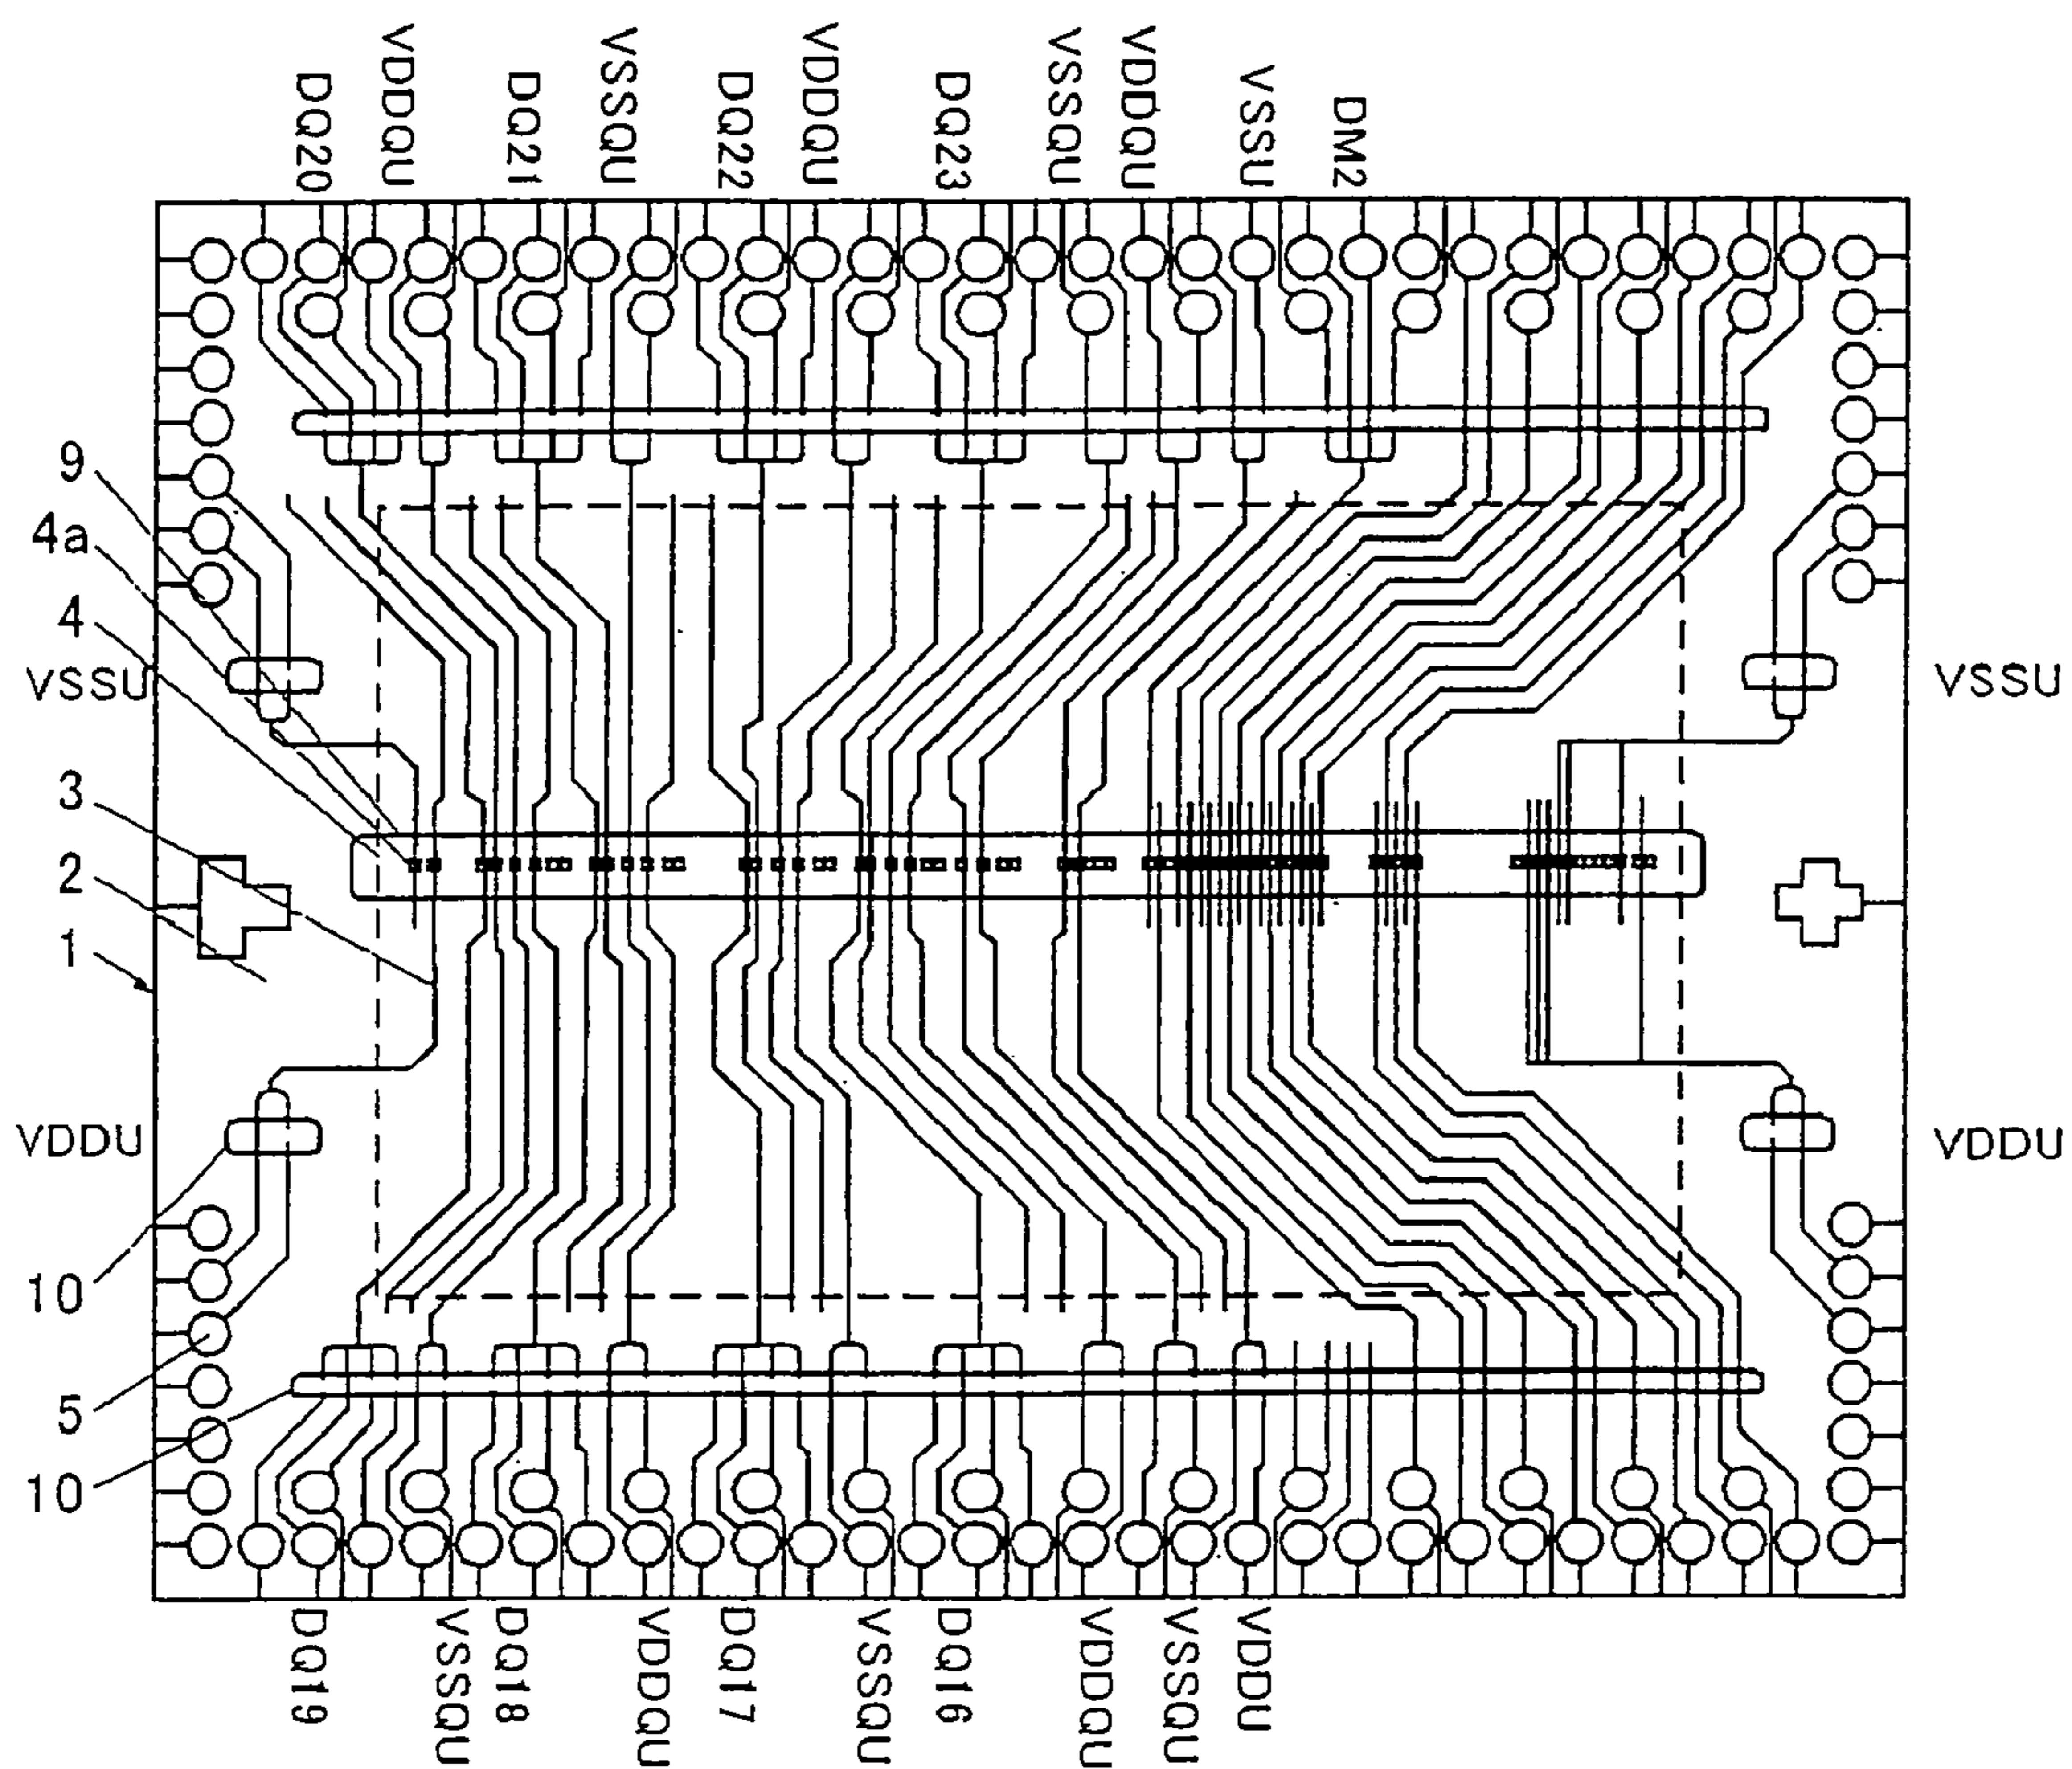 DQ20
VDDQU
DQ21
VSSQU
DQ22
VDDQU
DQ23
VSSQU
VDDQU
VSSU
DM2
9
4a
4
VSSU
VSSU
3
2
1
VDDU
VDDU
10
5
10
DQ19
VSSQU
DQ18
VDDQU
DQ17
VSSQU
DQ16
VDDQU
VSSQU
VDDU